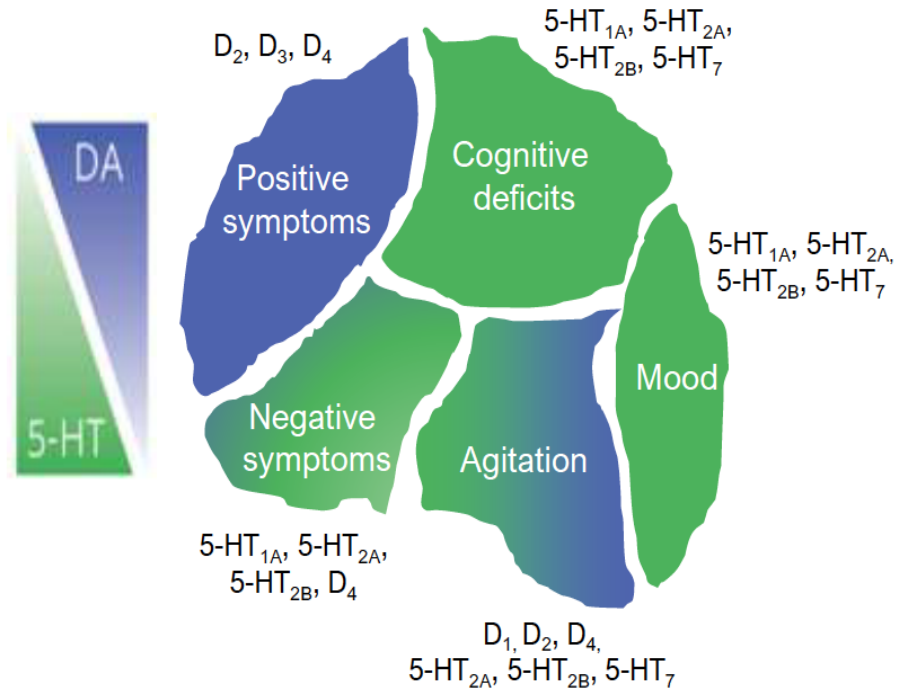 D₂, D₃, D₄
5-HT₁A, 5-HT₂A,
5-HT₂B, 5-HT₇
DA
5-HT
Positive
symptoms
Cognitive
deficits
5-HT₁A, 5-HT₂A,
5-HT₂B, 5-HT₇
Mood
Negative
symptoms
Agitation
5-HT₁A, 5-HT₂A,
5-HT₂B, D₄
D₁, D₂, D₄,
5-HT₂A, 5-HT₂B, 5-HT₇